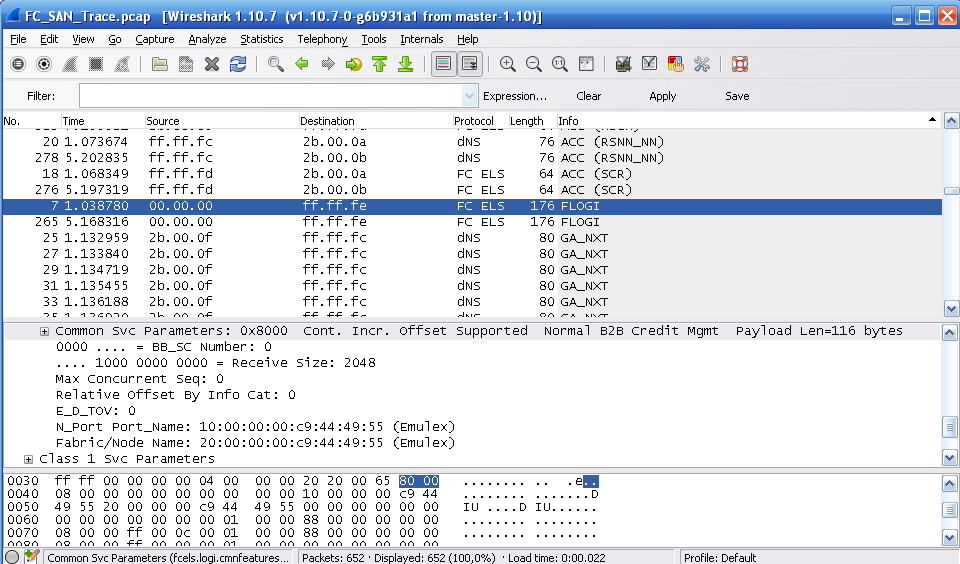 FC_SAN_Trace.pcap [Wireshark 1.10.7 (v1.10.7-0-g6b931a1 from master-1.10)]
File Edit View Go Capture Analyze Statistics Telephony Tools Internals Help
Filter: Expression... Clear Apply Save
No. Time Source Destination Protocol Length Info
20 1.073674 ff.ff.fc 2b.00.0a dNS 76 ACC (RSNN_NN)
278 5.202835 ff.ff.fc 2b.00.0b dNS 76 ACC (RSNN_NN)
18 1.068349 ff.ff.fd 2b.00.0a FC ELS 64 ACC (SCR)
276 5.197319 ff.ff.fd 2b.00.0b FC ELS 64 ACC (SCR)
7 1.038780 00.00.00 ff.ff.fe FC ELS 176 FLOGI
265 5.168316 00.00.00 ff.ff.fe FC ELS 176 FLOGI
25 1.132959 2b.00.0f ff.ff.fc dNS 80 GA_NXT
27 1.133840 2b.00.0f ff.ff.fc dNS 80 GA_NXT
29 1.134719 2b.00.0f ff.ff.fc dNS 80 GA_NXT
31 1.135455 2b.00.0f ff.ff.fc dNS 80 GA_NXT
33 1.136188 2b.00.0f ff.ff.fc dNS 80 GA_NXT
Common Svc Parameters: 0x8000 Cont. Incr. Offset Supported Normal B2B Credit Mgmt Payload Len=116 bytes
0000 .... = BB_SC Number: 0
.... 1000 0000 0000 = Receive Size: 2048
Max Concurrent Seq: 0
Relative Offset By Info Cat: 0
E_D_TOV: 0
N_Port Port_Name: 10:00:00:00:c9:44:49:55 (Emulex)
Fabric/Node Name: 20:00:00:00:c9:44:49:55 (Emulex)
Class 1 Svc Parameters
0030 ff ff 00 00 00 00 04 00 00 00 20 20 00 65 80 00 ........ .. .e..
0040 08 00 00 00 00 00 00 00 00 10 00 00 00 00 c9 44 ........ .......D
0050 49 55 20 00 00 00 00 c9 44 49 55 00 00 00 00 00 IU ....D IU......
0060 00 00 00 00 00 00 00 01 00 88 00 00 00 00 00 00 ........ ........
0070 08 00 00 ff 00 0c 00 01 00 88 00 00 00 00 00 00 ........ ........
Common Svc Parameters (fcels.logi.cmnfeatures... Packets: 652 · Displayed: 652 (100,0%) · Load time: 0:00.022 Profile: Default